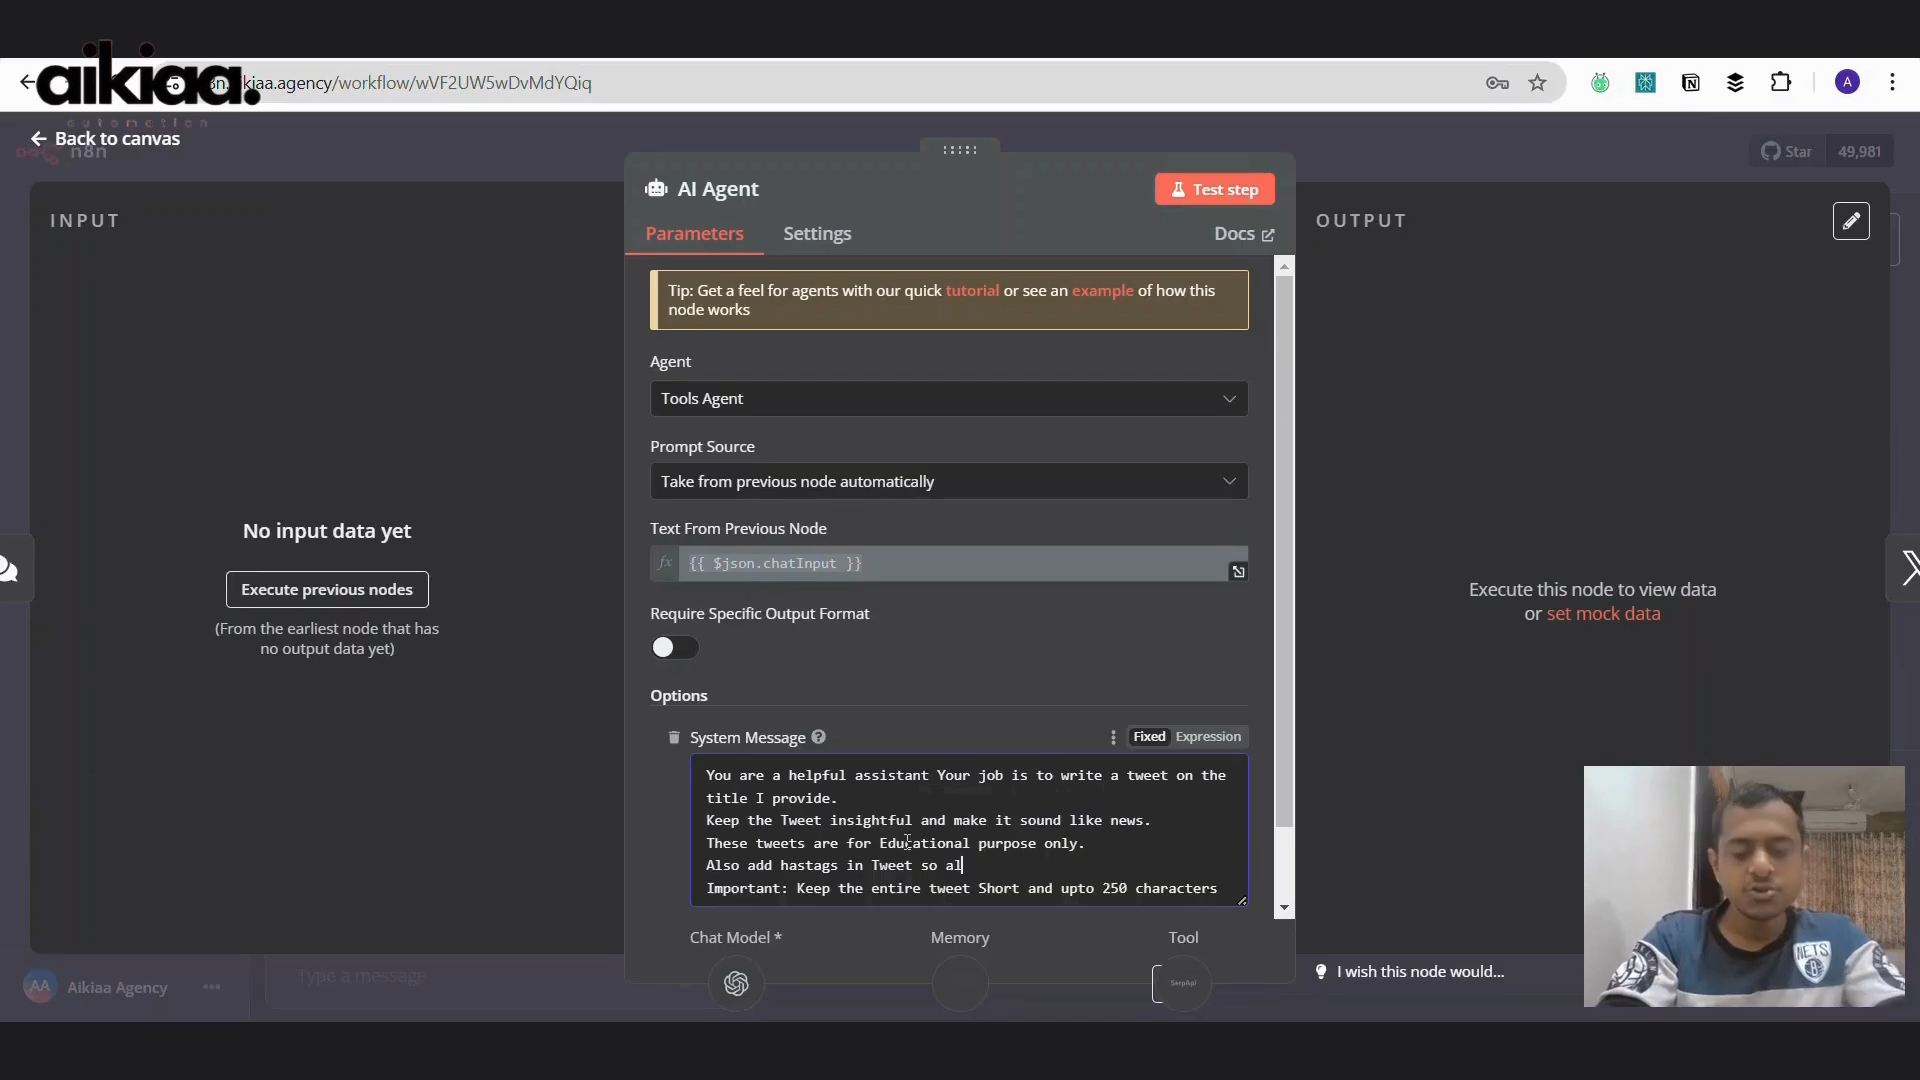 aikiaa.
automation
aikiaa.agency/workflow/wVF2UW5wDvMdYQiq
A
Back to canvas
n8n
Star 49,981
INPUT
AI Agent
Test step
OUTPUT
Parameters
Settings
Docs
Tip: Get a feel for agents with our quick tutorial or see an example of how this
node works
Agent
Tools Agent
Prompt Source
Take from previous node automatically
Text From Previous Node
fx {{ $json.chatInput }}
No input data yet
Execute previous nodes
(From the earliest node that has
no output data yet)
Execute this node to view data
or set mock data
Require Specific Output Format
Options
System Message
Fixed Expression
You are a helpful assistant Your job is to write a tweet on the
title I provide.
Keep the Tweet insightful and make it sound like news.
These tweets are for Educational purpose only.
Also add hastags in Tweet so al
Important: Keep the entire tweet Short and upto 250 characters
Chat Model *
Memory
Tool
SerpApi
I wish this node would...
AA
Aikiaa Agency
Type a message
NETS
B